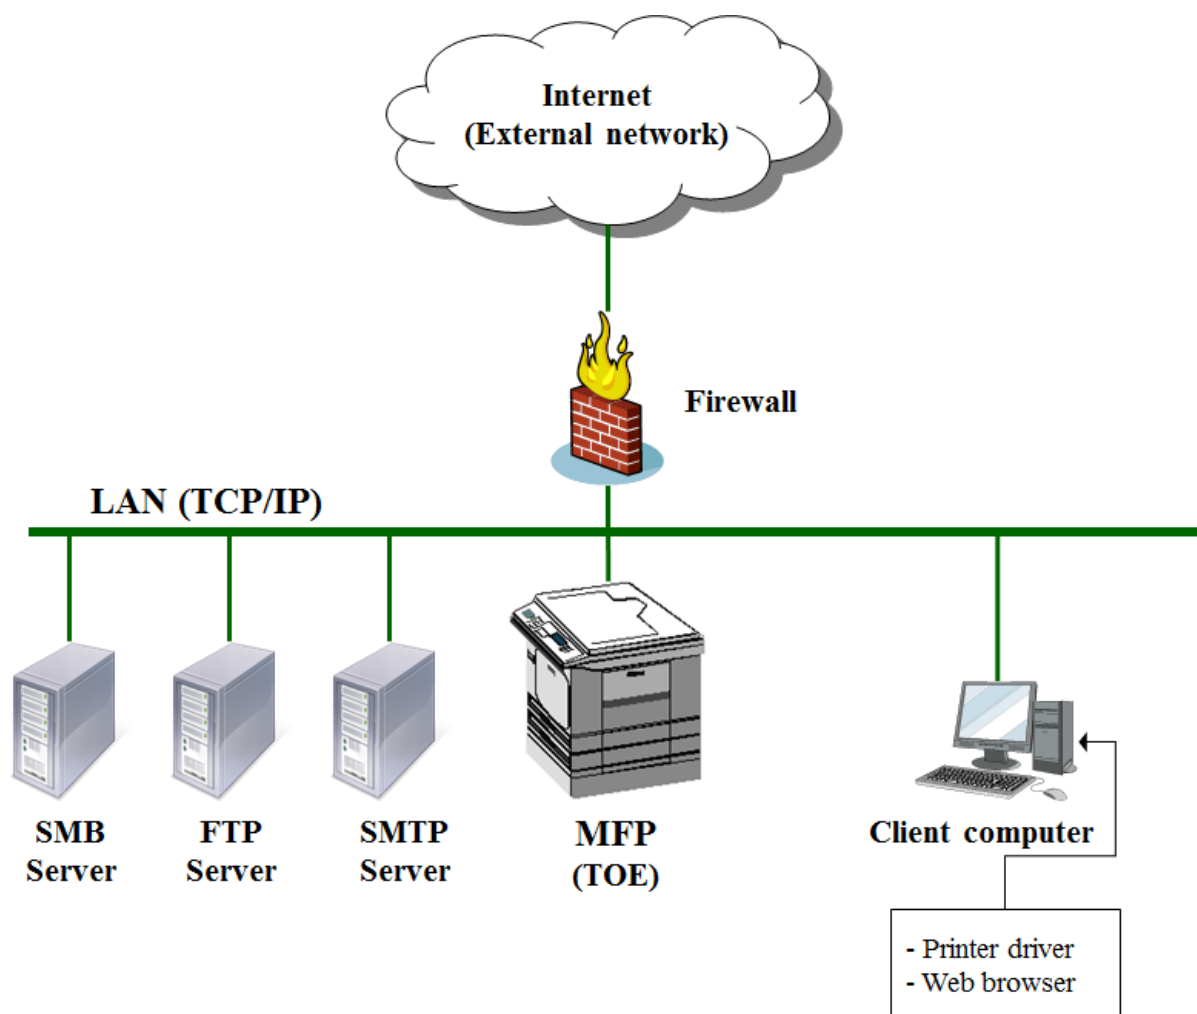 Internet
(External network)
Firewall
LAN (TCP/IP)
SMB
Server
FTP
Server
SMTP
Server
MFP
(TOE)
Client computer
- Printer driver
- Web browser